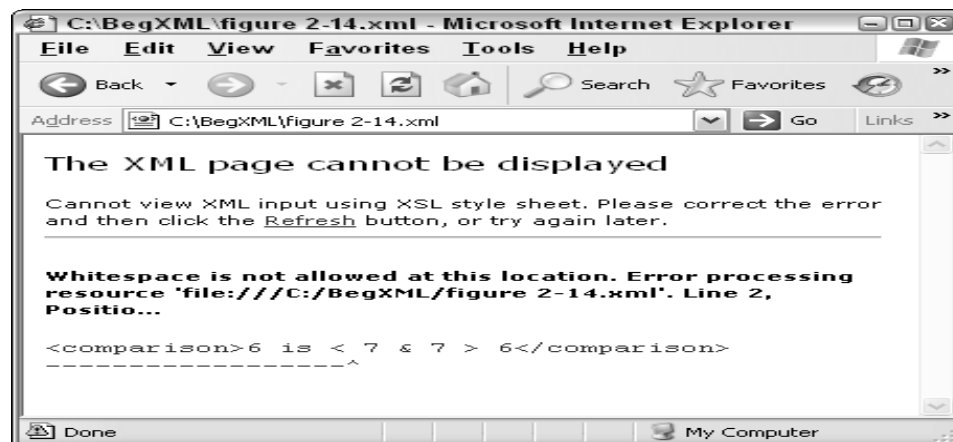 C:\BegXML\figure 2-14.xml - Microsoft Internet Explorer
File Edit View Favorites Tools Help
Back Search Favorites »
Address C:\BegXML\figure 2-14.xml Go Links »
The XML page cannot be displayed
Cannot view XML input using XSL style sheet. Please correct the error
and then click the Refresh button, or try again later.
Whitespace is not allowed at this location. Error processing
resource 'file:///C:/BegXML/figure 2-14.xml'. Line 2,
Positio...
<comparison>6 is < 7 & 7 > 6</comparison>
------------------^
Done My Computer